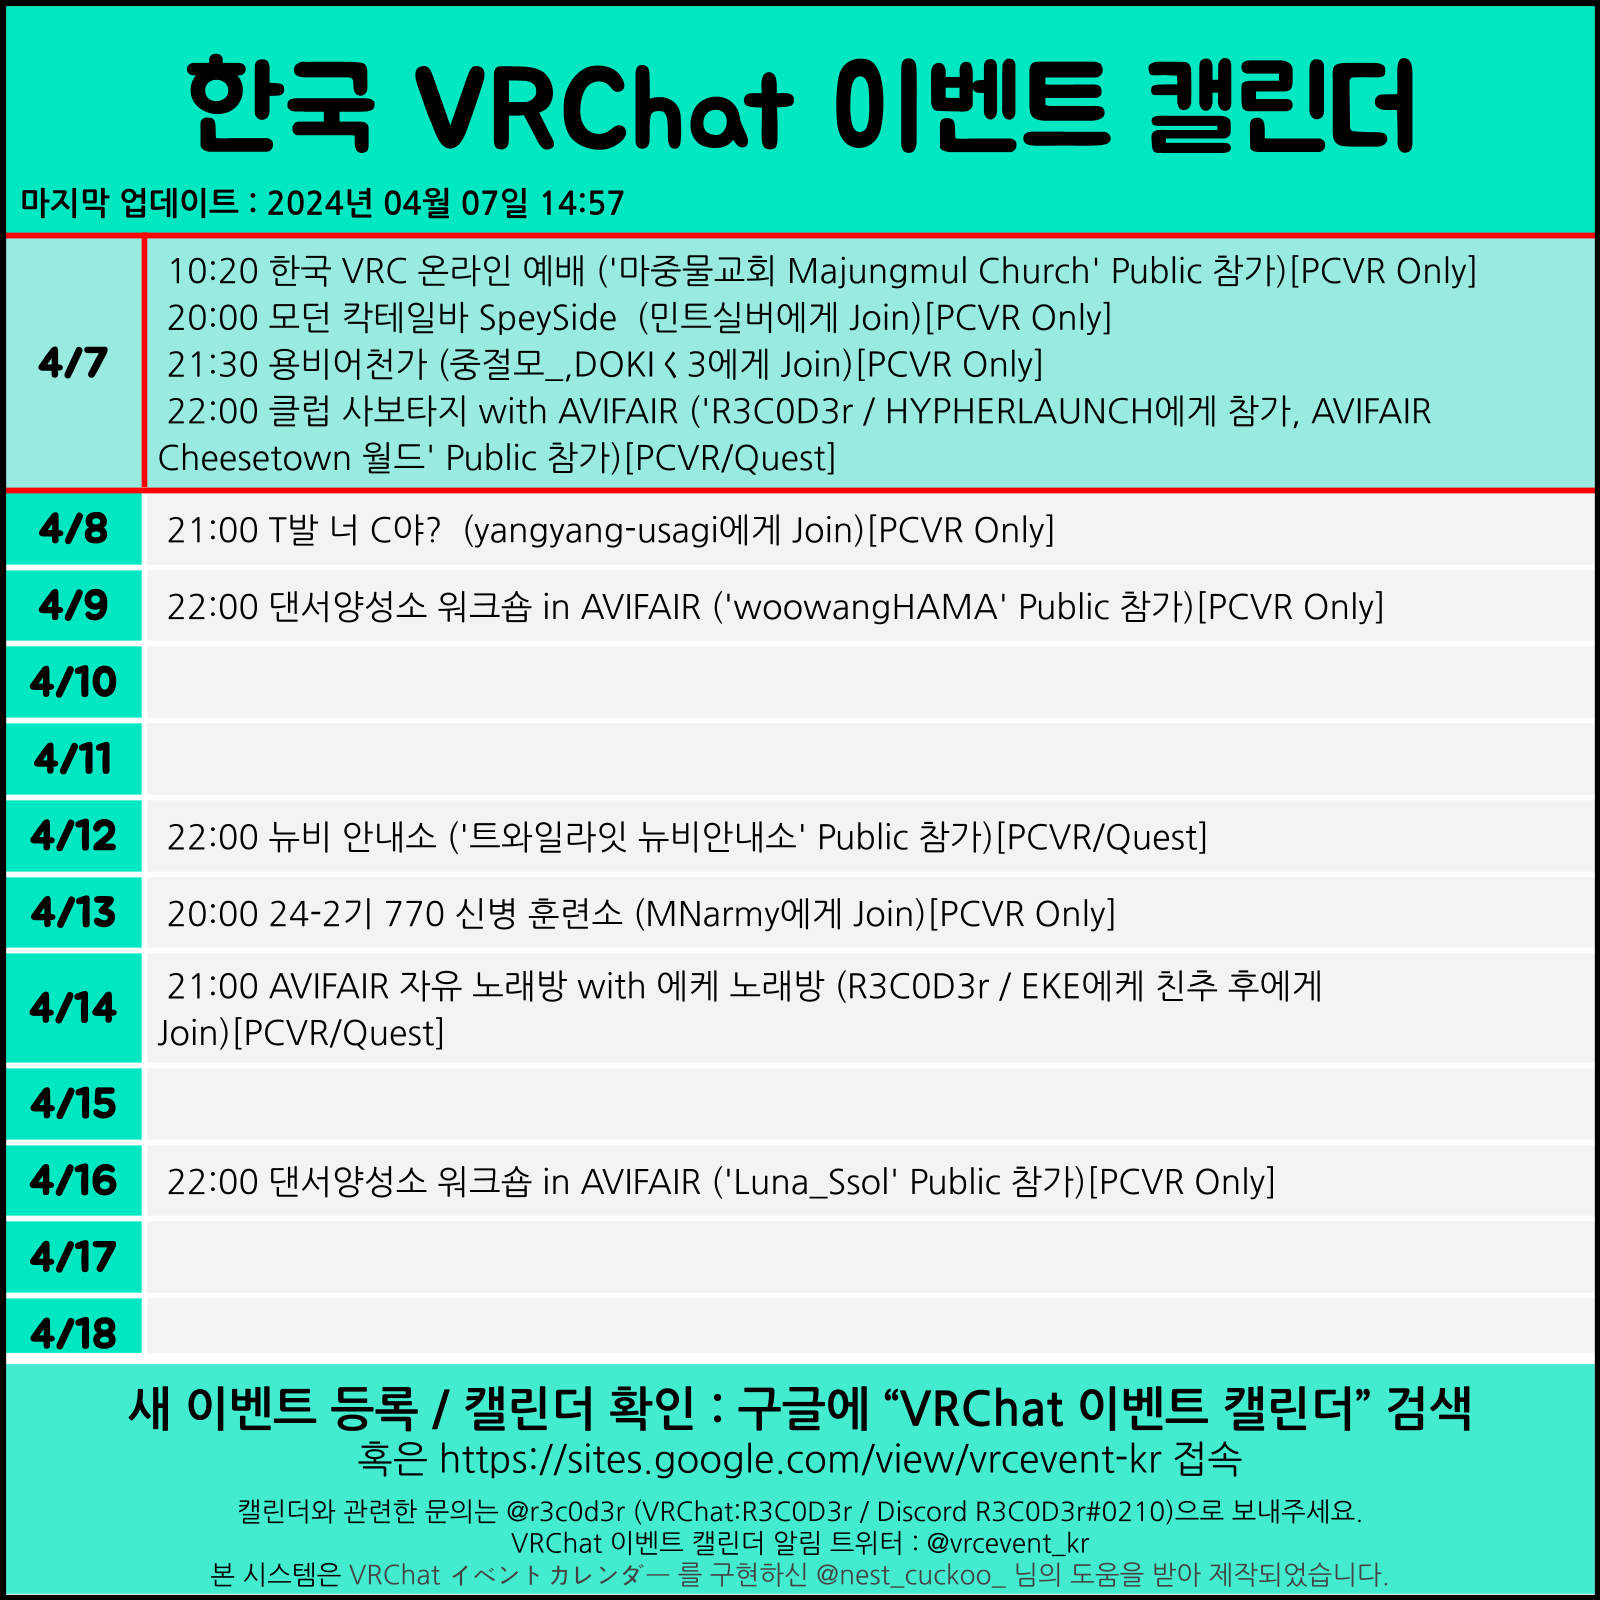 한국 VRChat 이벤트 캘린더
마지막 업데이트 : 2024년 04월 07일 14:57
4/7
10:20 한국 VRC 온라인 예배 ('마중물교회 Majungmul Church' Public 참가)[PCVR Only]
20:00 모던 칵테일바 SpeySide (민트실버에게 Join)[PCVR Only]
21:30 용비어천가 (중절모_,DOKIく3에게 Join)[PCVR Only]
22:00 클럽 사보타지 with AVIFAIR ('R3C0D3r / HYPHERLAUNCH에게 참가, AVIFAIR
Cheesetown 월드' Public 참가)[PCVR/Quest]
4/8
21:00 T발 너 C야? (yangyang-usagi에게 Join)[PCVR Only]
4/9
22:00 댄서양성소 워크숍 in AVIFAIR ('woowangHAMA' Public 참가)[PCVR Only]
4/10
4/11
4/12
22:00 뉴비 안내소 ('트와일라잇 뉴비안내소' Public 참가)[PCVR/Quest]
4/13
20:00 24-2기 770 신병 훈련소 (MNarmy에게 Join)[PCVR Only]
4/14
21:00 AVIFAIR 자유 노래방 with 에케 노래방 (R3C0D3r / EKE에케 친추 후에게
Join)[PCVR/Quest]
4/15
4/16
22:00 댄서양성소 워크숍 in AVIFAIR ('Luna_Ssol' Public 참가)[PCVR Only]
4/17
4/18
새 이벤트 등록 / 캘린더 확인 : 구글에 “VRChat 이벤트 캘린더” 검색
혹은 https://sites.google.com/view/vrcevent-kr 접속
캘린더와 관련한 문의는 @r3c0d3r (VRChat:R3C0D3r / Discord R3C0D3r#0210)으로 보내주세요.
VRChat 이벤트 캘린더 알림 트위터 : @vrcevent_kr
본 시스템은 VRChat イベントカレンダー 를 구현하신 @nest_cuckoo_ 님의 도움을 받아 제작되었습니다.